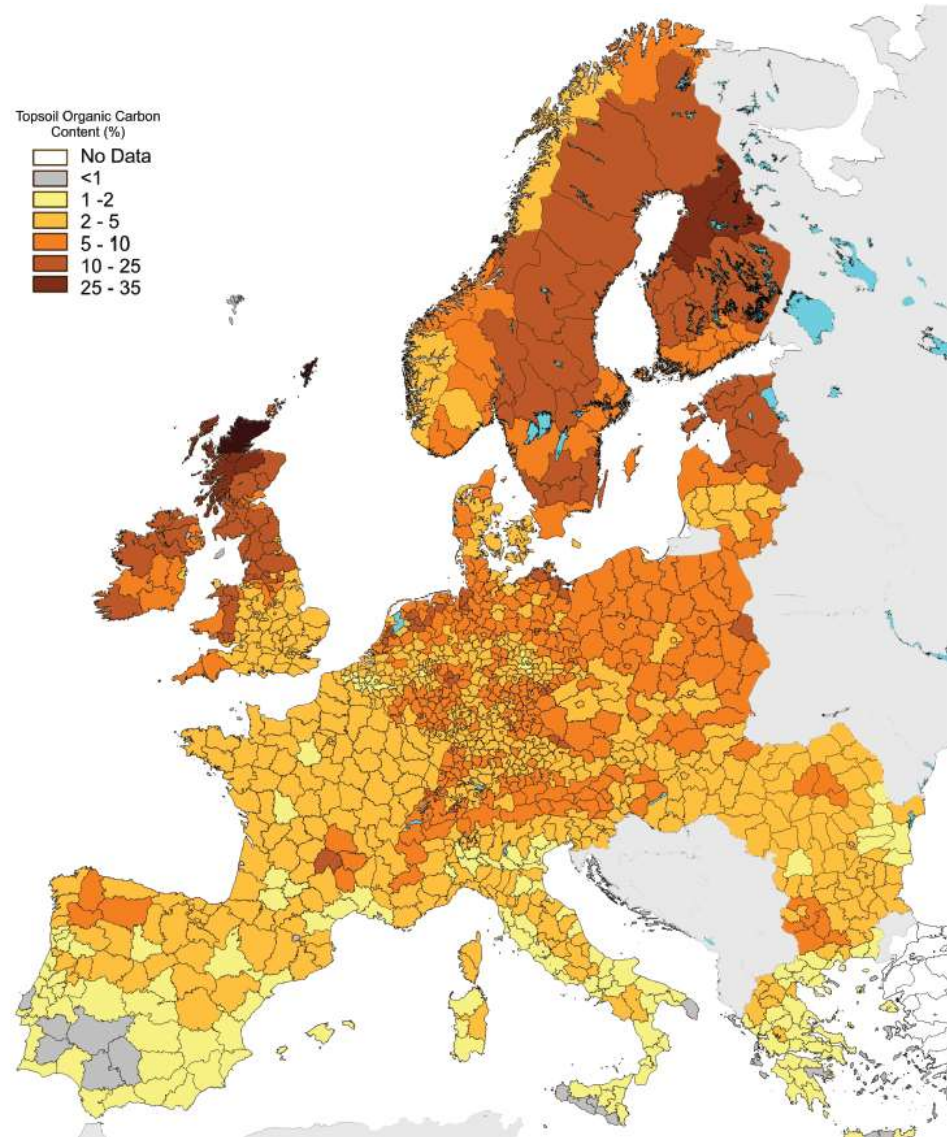 Topsoil Organic Carbon
Content (%)
No Data
<1
1 -2
2 - 5
5 - 10
10 - 25
25 - 35